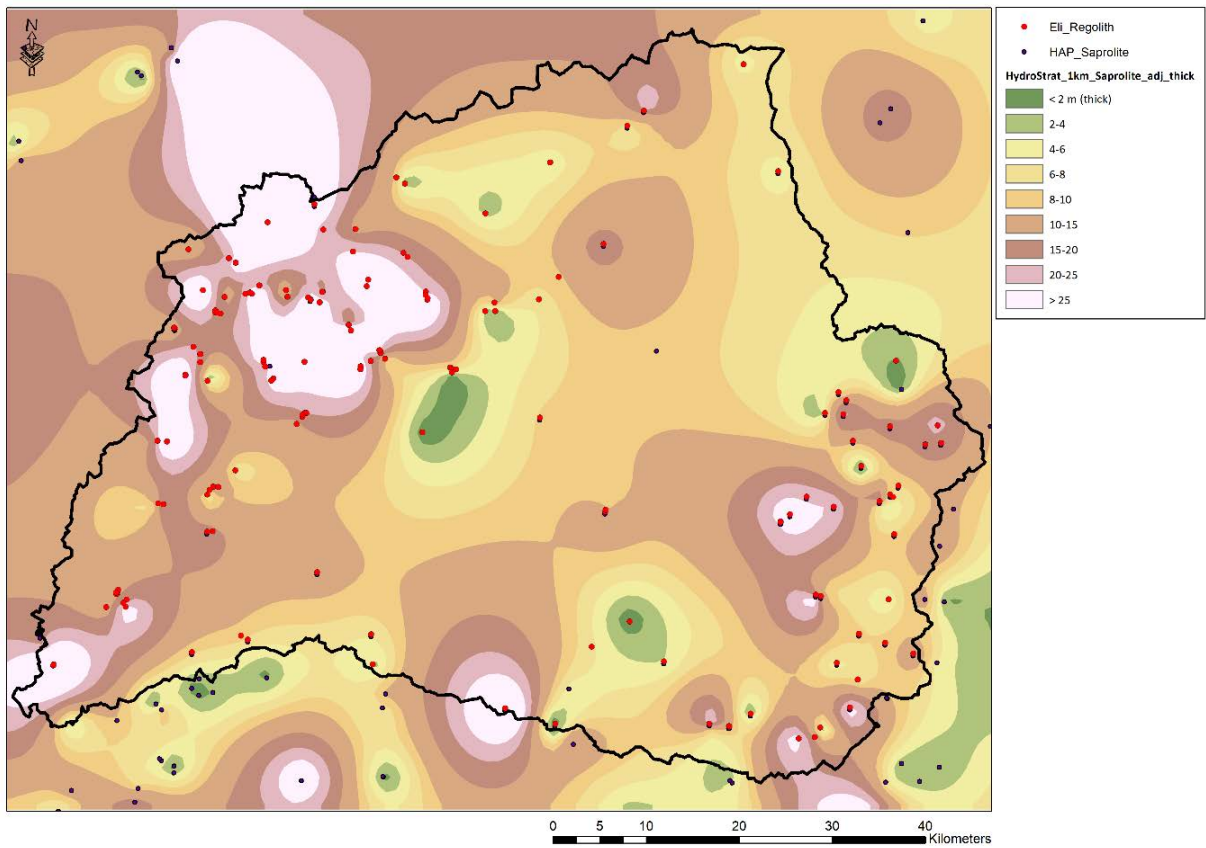 N
Eli_Regolith
HAP_Saprolite
HydroStrat_1km_Saprolite_adj_thick
< 2 m (thick)
2-4
4-6
6-8
8-10
10-15
15-20
20-25
> 25
0 5 10 20 30 40
Kilometers